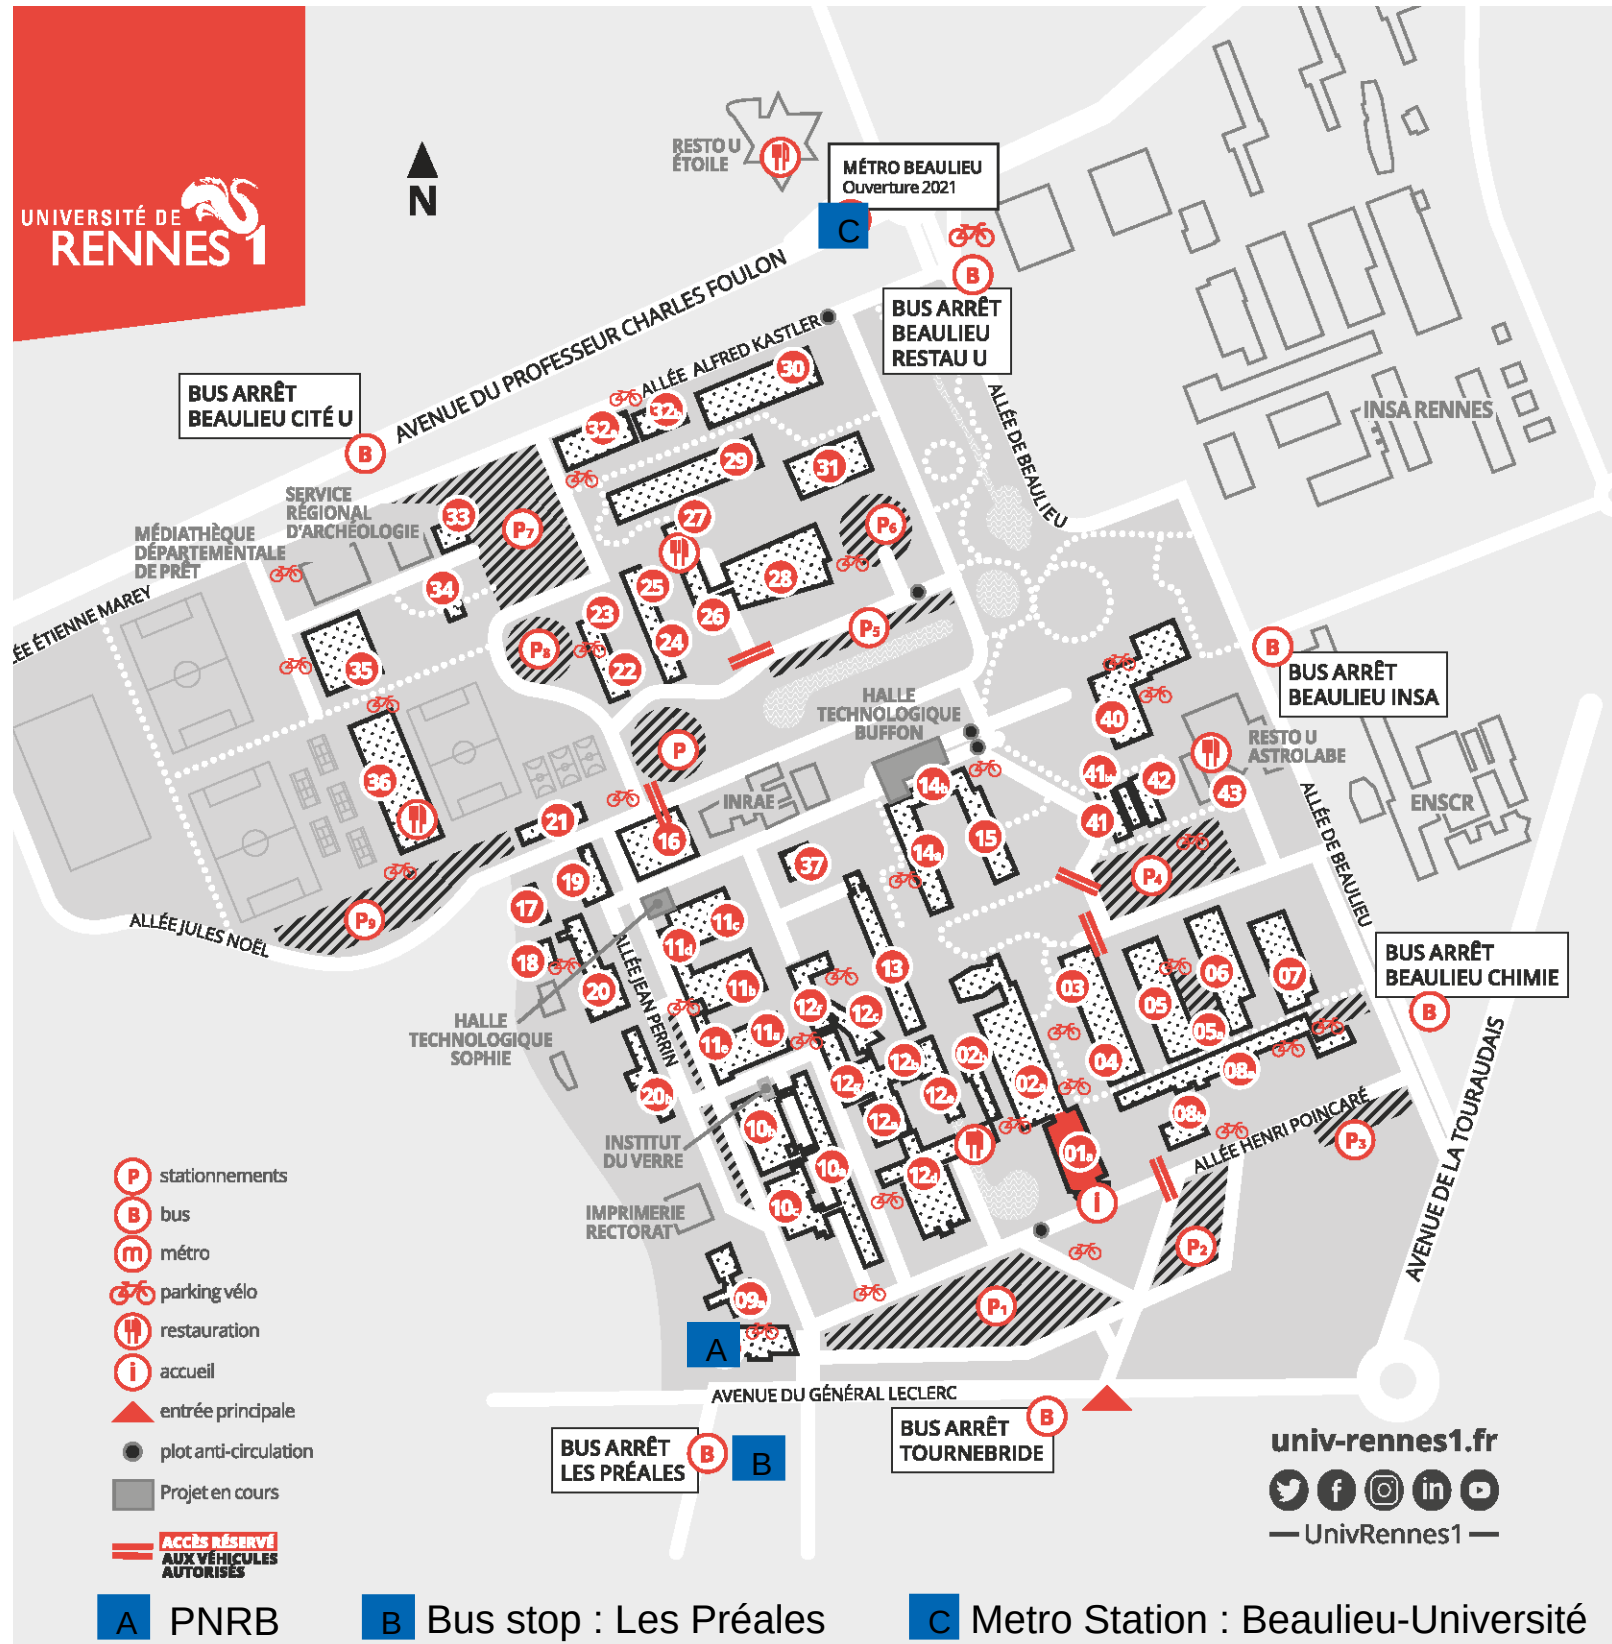 UNIVERSITÉ DE
RENNES 1
N
RESTO U
ÉTOILE
MÉTRO BEAULIEU
Ouverture 2021
C
B
BUS ARRÊT
BEAULIEU
RESTAU U
AVENUE DU PROFESSEUR CHARLES FOULON
ALLÉE ALFRED KASTLER
BUS ARRÊT
BEAULIEU CITÉ U
B
ALLÉE DE BEAULIEU
INSA RENNES
30
32b
32a
29
31
SERVICE
RÉGIONAL
D'ARCHÉOLOGIE
33
P7
27
P6
MÉDIATHÈQUE
DÉPARTEMENTALE
DE PRÊT
34
25
28
26
23
24
P5
P8
22
35
ÉE ÉTIENNE MAREY
B
BUS ARRÊT
BEAULIEU INSA
HALLE
TECHNOLOGIQUE
BUFFON
40
RESTO U
ASTROLABE
P
36
14b
42
43
41
INRAE
ENSCR
21
16
15
14a
37
P4
ALLÉE DE BEAULIEU
19
17
P9
ALLÉE JULES NOËL
11c
11d
18
20
11b
13
03
05
06
07
BUS ARRÊT
BEAULIEU CHIMIE
B
ALLÉE JEAN PERRIN
12f
12c
11a
11e
05a
HALLE
TECHNOLOGIQUE
SOPHIE
12b
02b
04
08a
12g
12e
02a
20b
12a
08b
10b
INSTITUT
DU VERRE
01a
P3
ALLÉE HENRI POINCARÉ
AVENUE DE LA TOURAUDAIS
10a
12d
10c
i
IMPRIMERIE
RECTORAT
P2
09a
P1
A
AVENUE DU GÉNÉRAL LECLERC
BUS ARRÊT
LES PRÉALES
B
B
BUS ARRÊT
TOURNEBRIDE
B
P stationnements
B bus
m métro
parking vélo
restauration
i accueil
entrée principale
plot anti-circulation
Projet en cours
ACCÈS RÉSERVÉ
AUX VÉHICULES
AUTORISÉS
univ-rennes1.fr
UnivRennes1
A PNRB
B Bus stop : Les Préales
C Metro Station : Beaulieu-Université